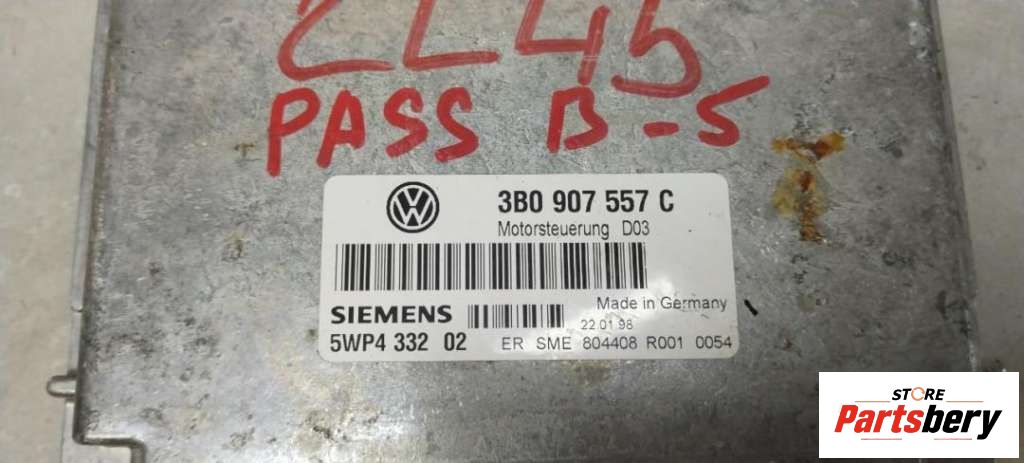 2L45
PASS B-5
3B0 907 557 C
Motorsteuerung D03
SIEMENS
Made in Germany
22.01.98
5WP4 332 02
ER SME 804408 R001 0054
STORE
Partsbery